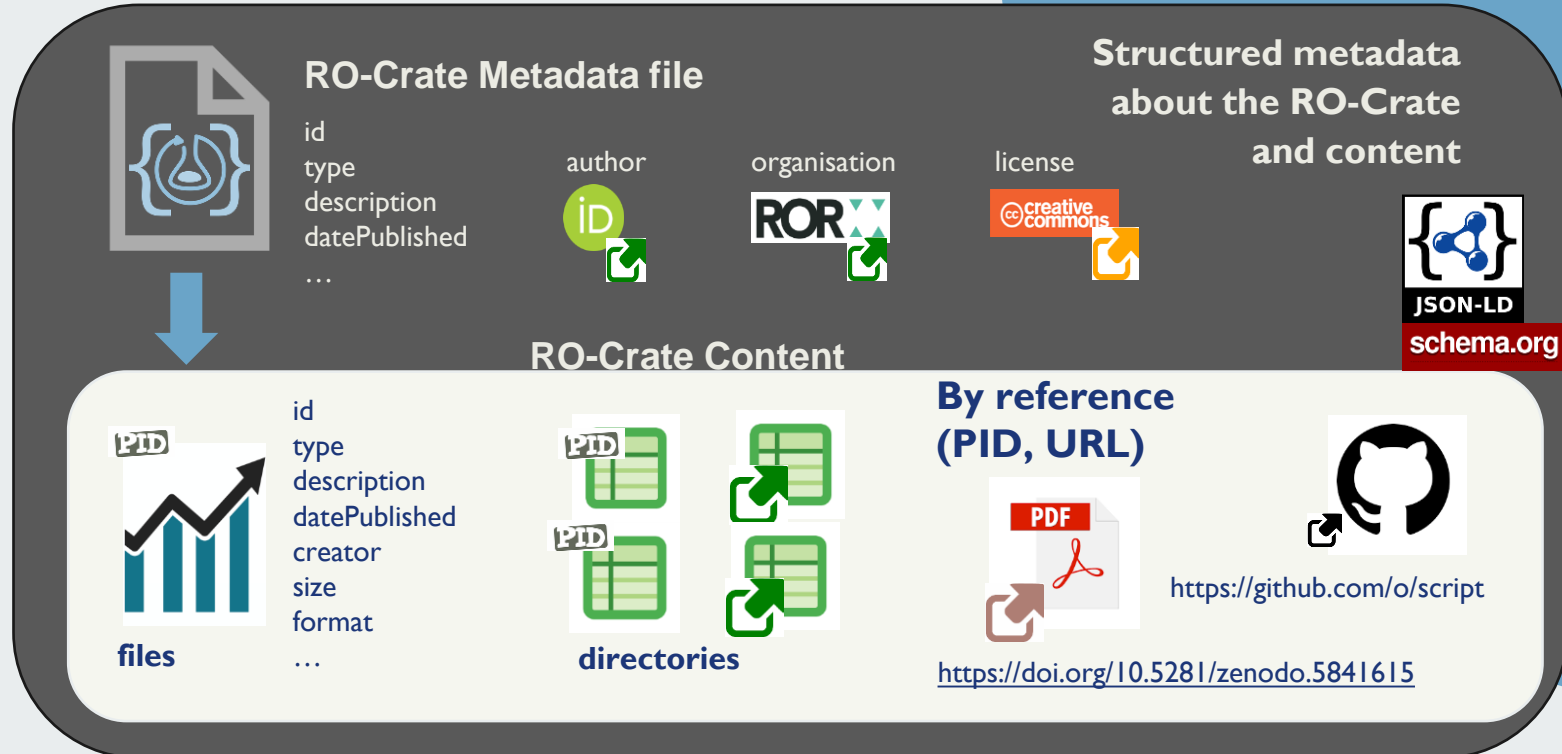 RO-Crate Metadata file
id
type
description
datePublished
…
author
iD
organisation
ROR
license
cc creative
commons
Structured metadata
about the RO-Crate
and content
JSON-LD
schema.org
RO-Crate Content
PID
files
id
type
description
datePublished
creator
size
format
…
PID
PID
directories
By reference
(PID, URL)
PDF
https://doi.org/10.5281/zenodo.5841615
https://github.com/o/script